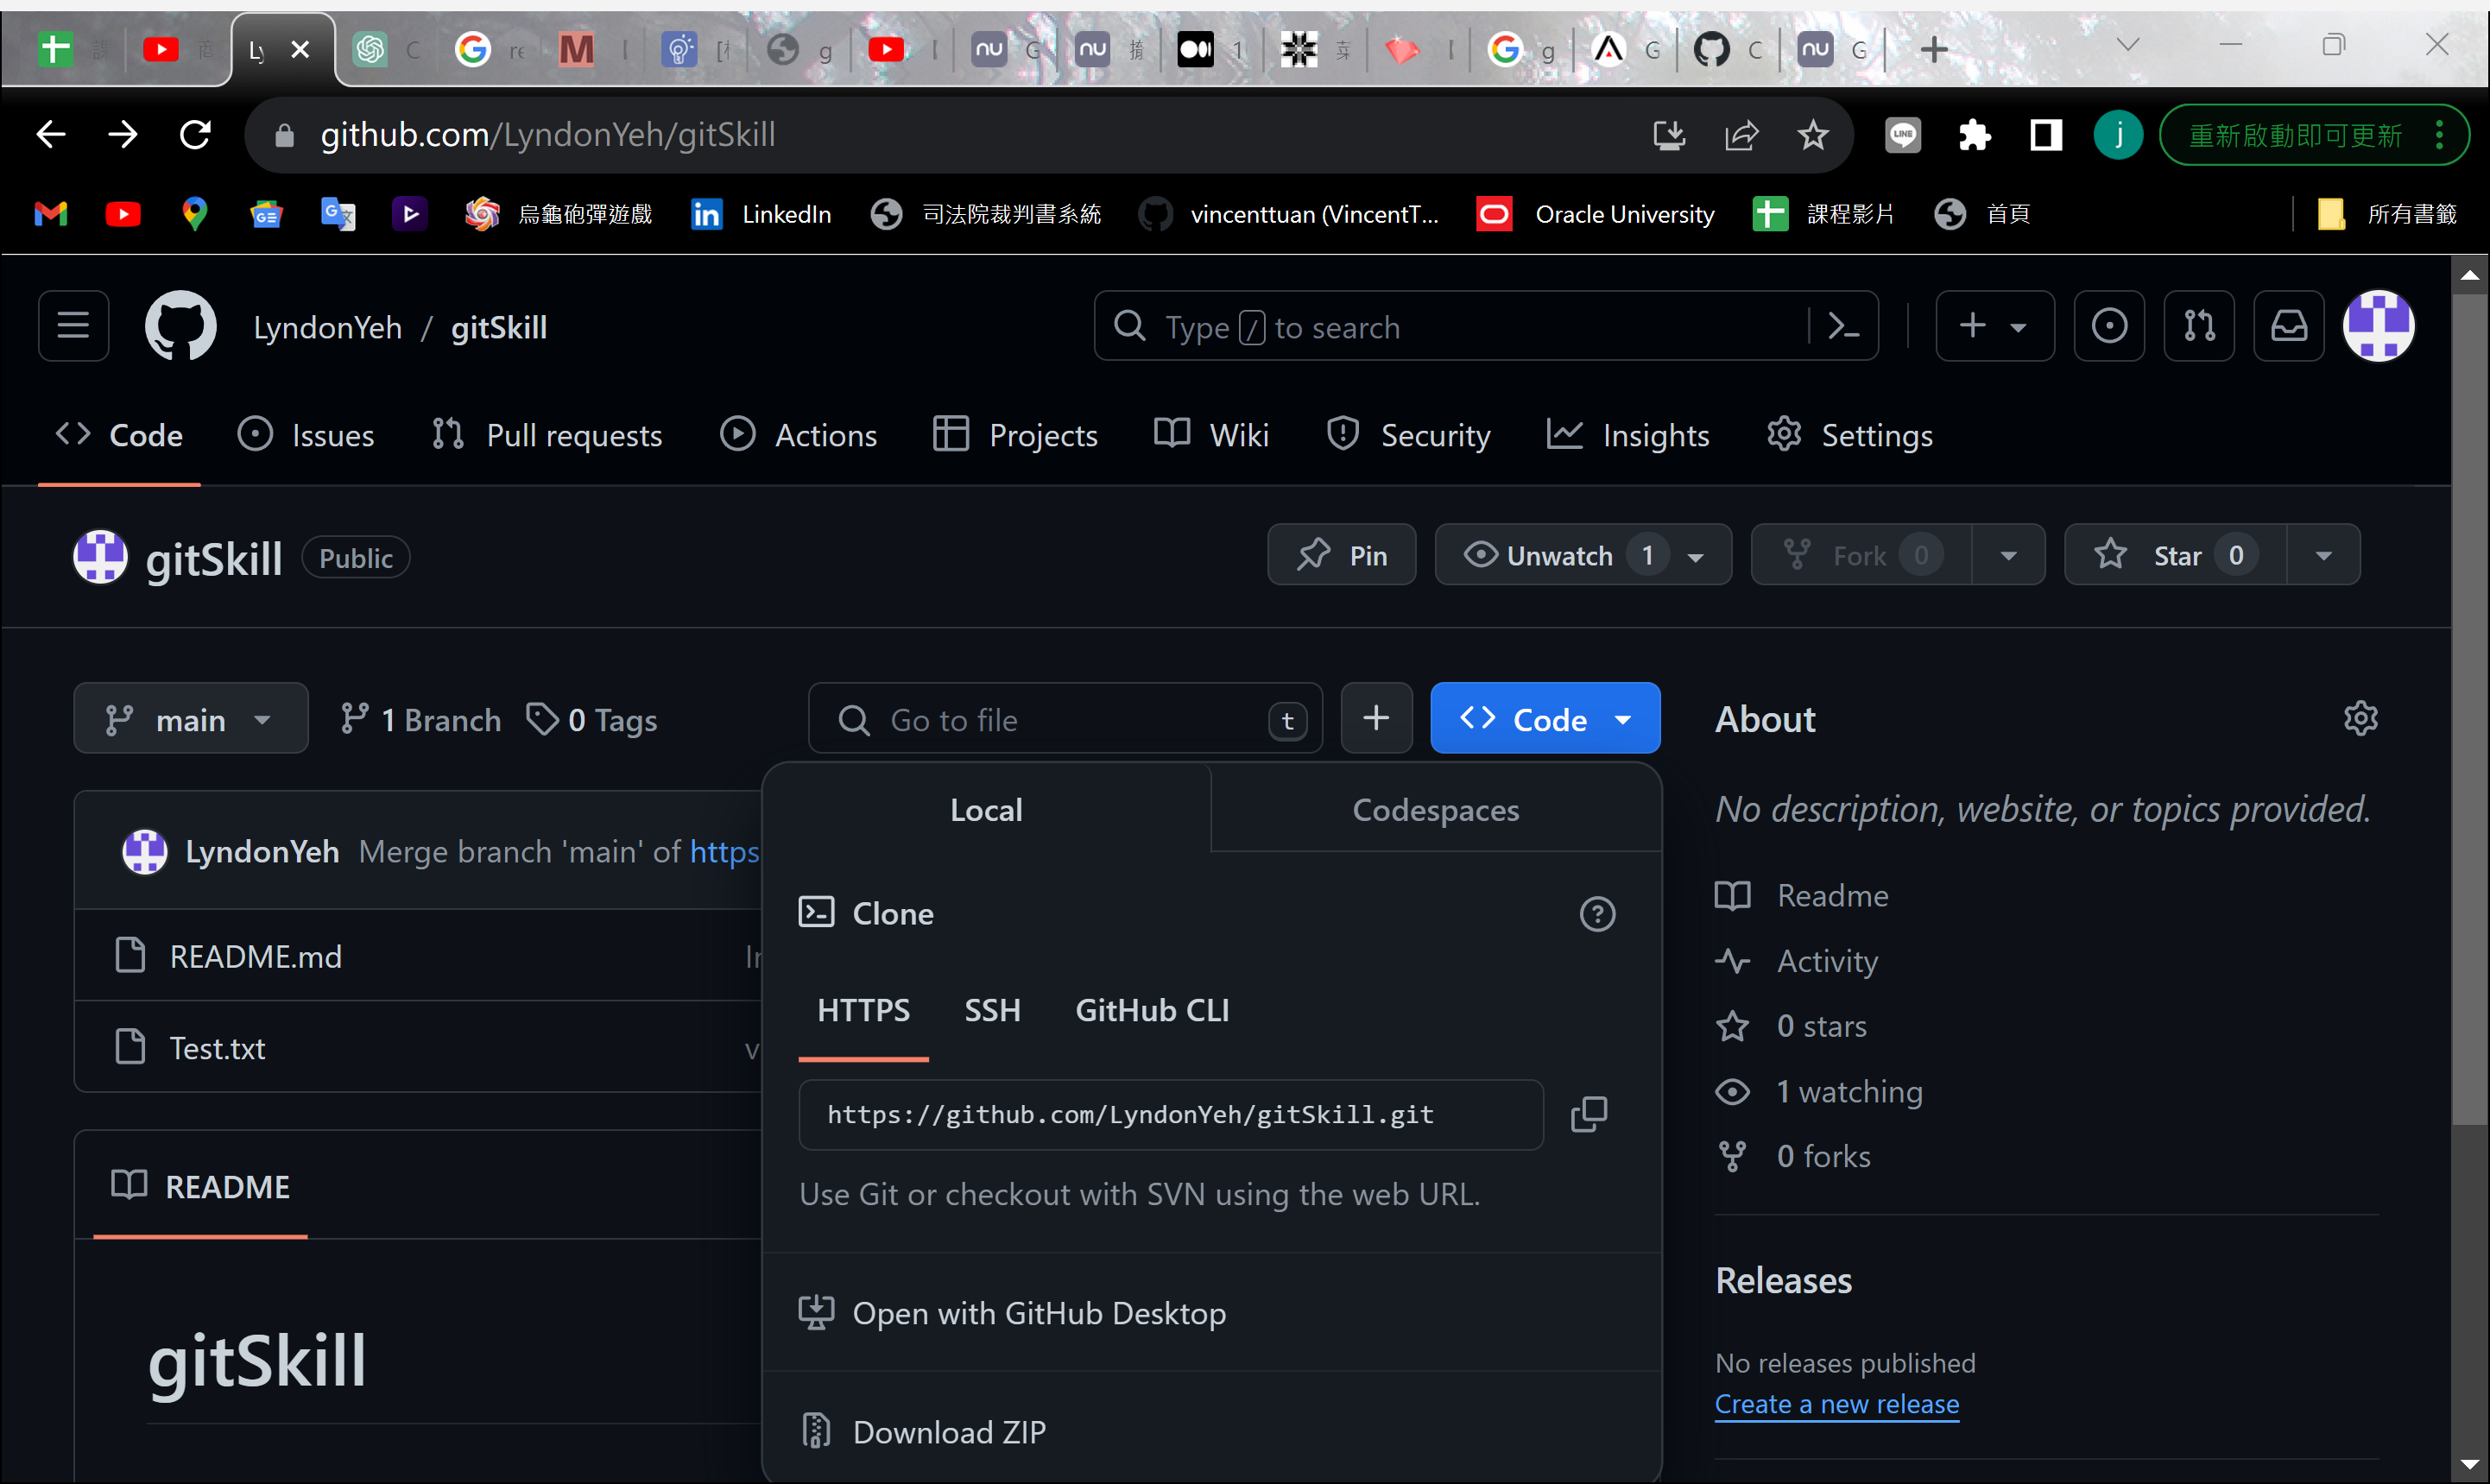 github.com/LyndonYeh/gitSkill
重新啟動即可更新
烏龜砲彈遊戲 LinkedIn 司法院裁判書系統 vincenttuan (VincentT... Oracle University 課程影片 首頁 所有書籤
LyndonYeh / gitSkill
Type / to search
Code Issues Pull requests Actions Projects Wiki Security Insights Settings
gitSkill Public
Pin Unwatch 1 Fork 0 Star 0
main 1 Branch 0 Tags
Go to file t
Code
About
No description, website, or topics provided.
Local Codespaces
LyndonYeh Merge branch 'main' of https
Clone
Readme
README.md
Activity
HTTPS SSH GitHub CLI
0 stars
Test.txt
1 watching
https://github.com/LyndonYeh/gitSkill.git
0 forks
Use Git or checkout with SVN using the web URL.
README
Releases
Open with GitHub Desktop
gitSkill
No releases published
Create a new release
Download ZIP